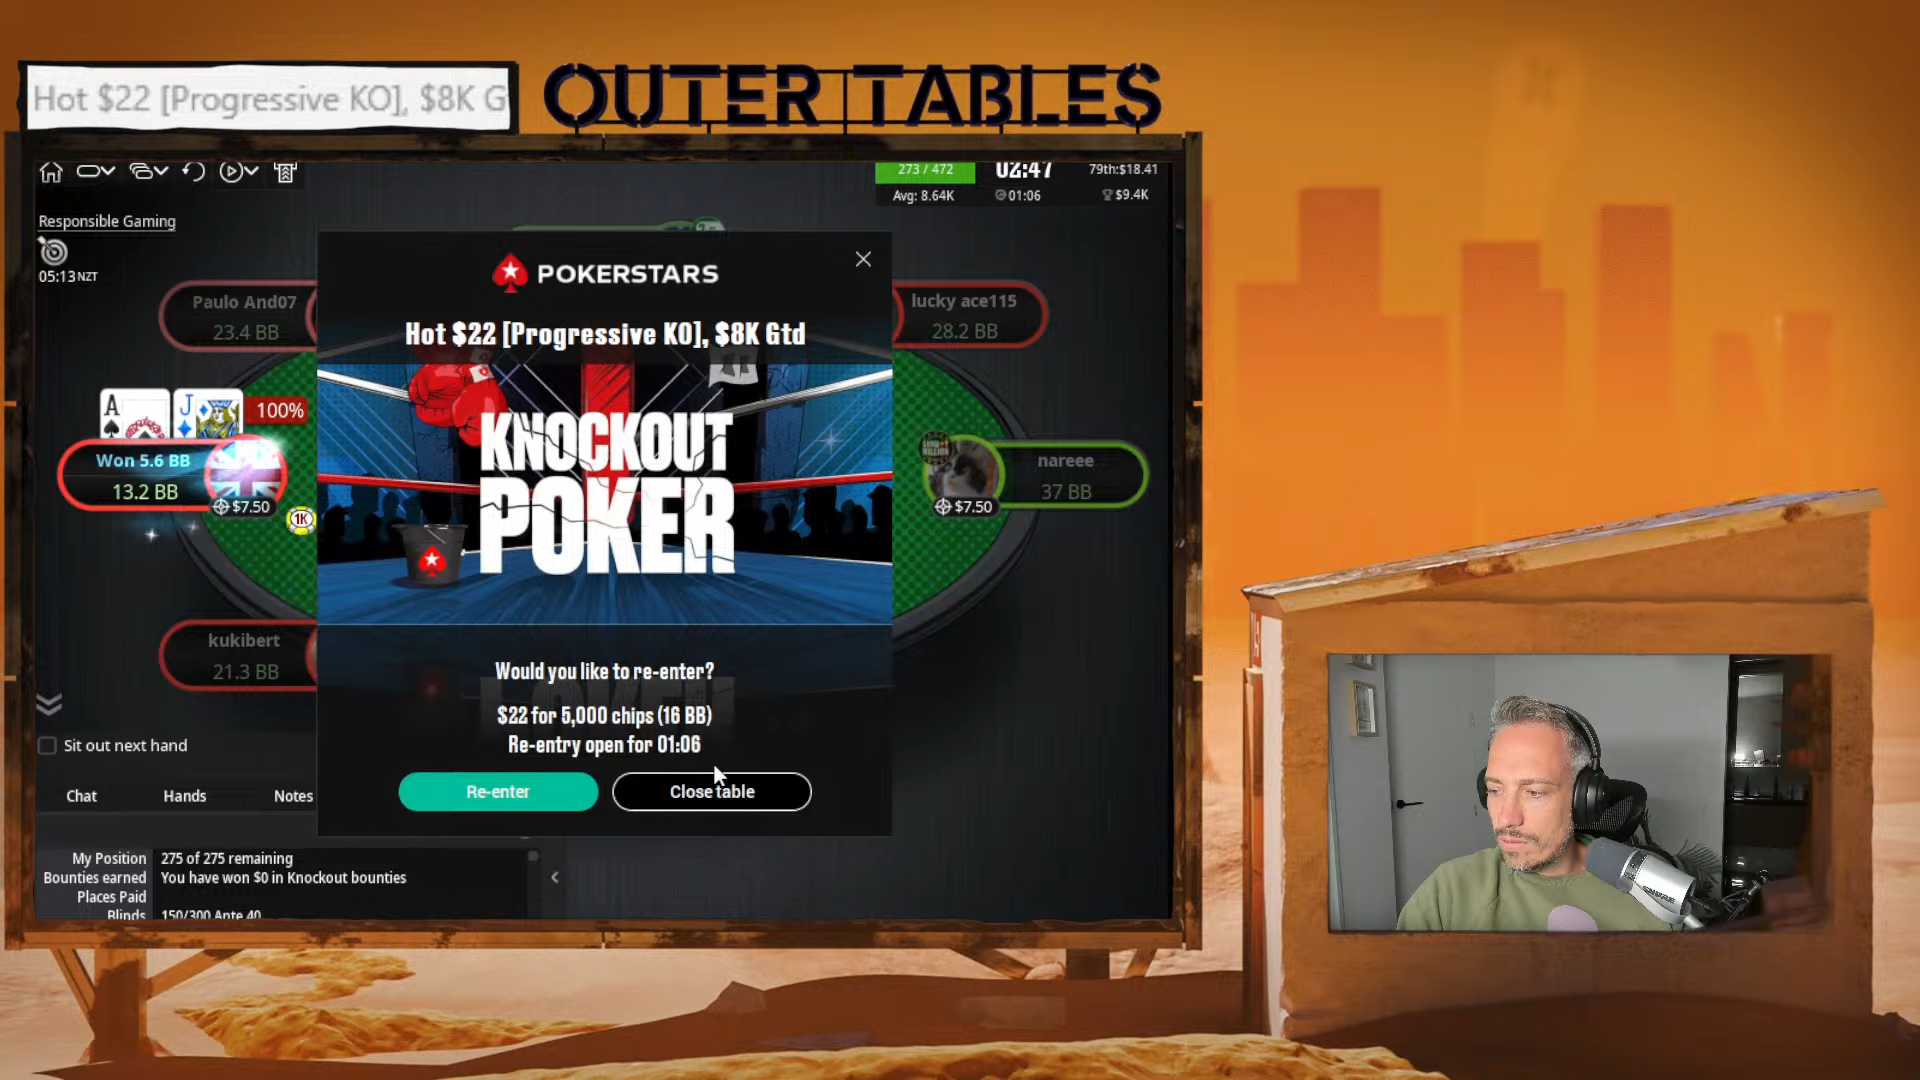 OUTER TABLES
Hot $22 [Progressive KO], $8K G
273 / 472
02:47
79th:$18.41
Avg: 8.64K
01:06
$9.4K
Responsible Gaming
05:13 NZT
POKERSTARS
Hot $22 [Progressive KO], $8K Gtd
Paulo And07
23.4 BB
lucky ace115
28.2 BB
A
J
100%
KNOCKOUT
POKER
Won 5.6 BB
13.2 BB
$7.50
1K
nareee
37 BB
$7.50
kukibert
21.3 BB
Would you like to re-enter?
$22 for 5,000 chips (16 BB)
Re-entry open for 01:06
Re-enter
Close table
Sit out next hand
Chat
Hands
Notes
My Position
275 of 275 remaining
Bounties earned
You have won $0 in Knockout bounties
Places Paid
Blinds
150/300 Ante 40
SHURE